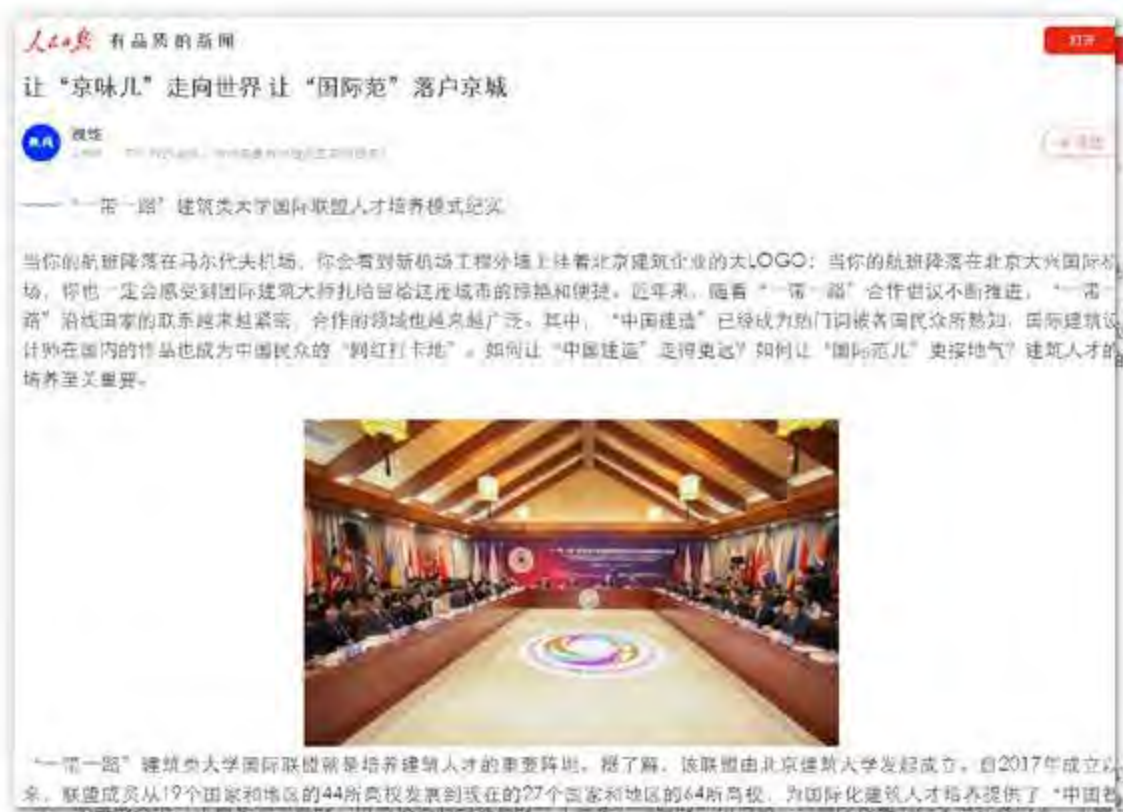 人民日报 有品质的新闻
打开
让“京味儿”走向世界 让“国际范”落户京城
视线
——“一带一路”建筑类大学国际联盟人才培养模式纪实
当你的航班降落在马尔代夫机场，你会看到新机场工程外墙上挂着北京建筑企业的大LOGO；当你的航班降落在北京大兴国际机
场，你也一定会感受到国际建筑大师扎哈留给这座城市的惊艳和便捷。近年来，随着“一带一路”合作倡议不断推进，“一带一
路”沿线国家的联系越来越紧密，合作的领域也越来越广泛。其中，“中国建造”已经成为热门词被各国民众所熟知，国际建筑设
计师在国内的作品也成为中国民众的“网红打卡地”。如何让“中国建造”走得更远？如何让“国际范儿”更接地气？建筑人才的
培养至关重要。
“一带一路”建筑类大学国际联盟就是培养建筑人才的重要阵地。据了解，该联盟由北京建筑大学发起成立。自2017年成立以
来，联盟成员从19个国家和地区的44所高校发展到现在的27个国家和地区的64所高校，为国际化建筑人才培养提供了“中国智